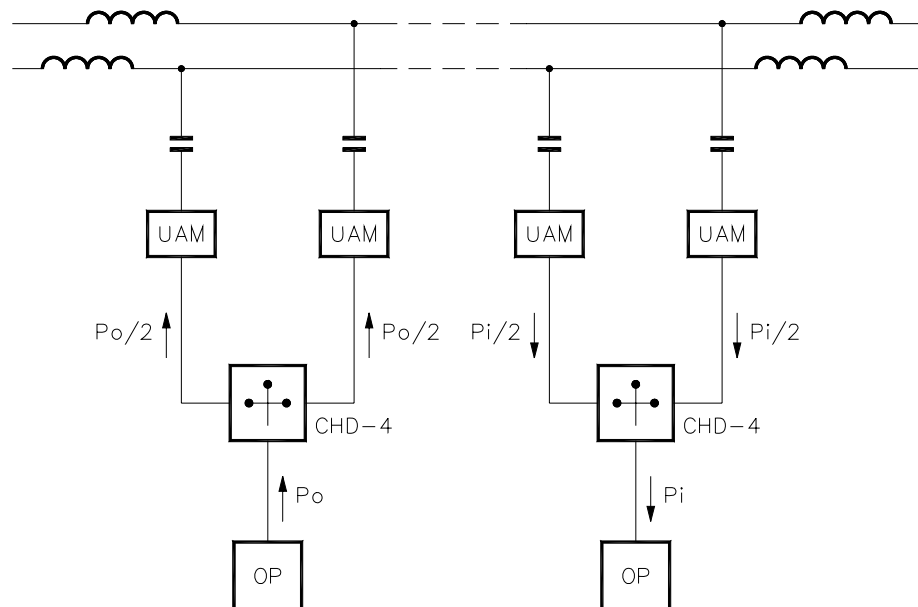 UAM UAM UAM UAM
Po/2 Po/2 Pi/2 Pi/2
CHD-4 CHD-4
Po Pi
OP OP